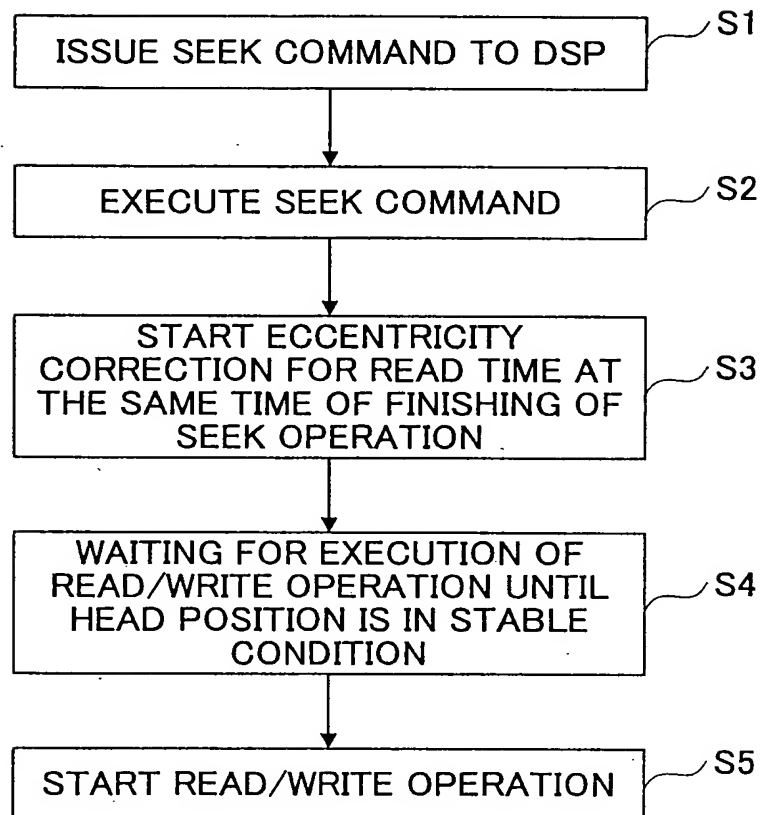 ISSUE SEEK COMMAND TO DSP
S1
EXECUTE SEEK COMMAND
S2
START ECCENTRICITY
CORRECTION FOR READ TIME AT
THE SAME TIME OF FINISHING OF
SEEK OPERATION
S3
WAITING FOR EXECUTION OF
READ/WRITE OPERATION UNTIL
HEAD POSITION IS IN STABLE
CONDITION
S4
START READ/WRITE OPERATION
S5